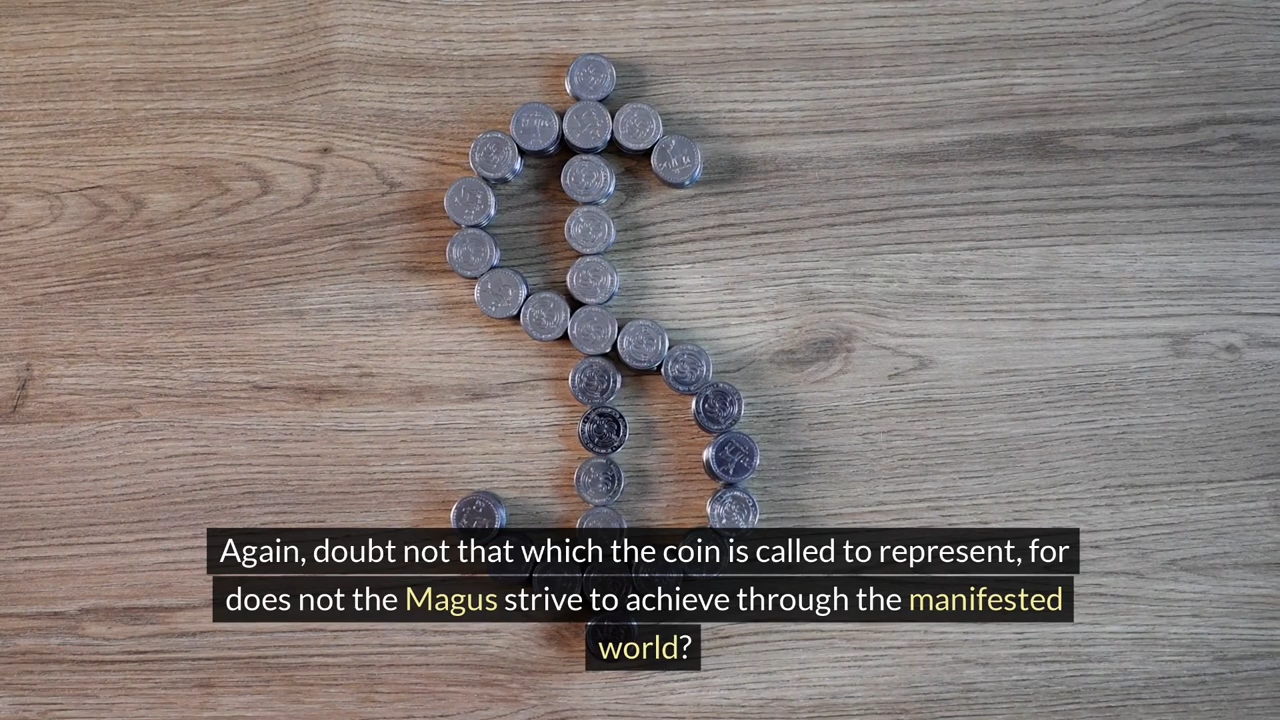 Again, doubt not that which the coin is called to represent, for
does not the Magus strive to achieve through the manifested
world?